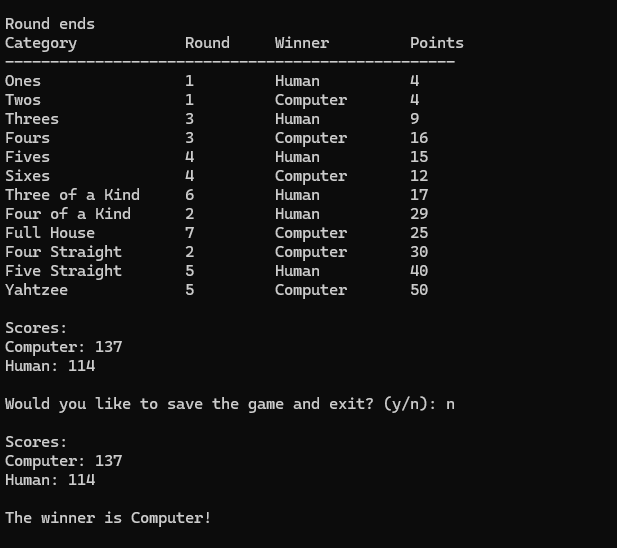 Round ends
Category Round Winner Points
--------------------------------------------------
Ones 1 Human 4
Twos 1 Computer 4
Threes 3 Human 9
Fours 3 Computer 16
Fives 4 Human 15
Sixes 4 Computer 12
Three of a Kind 6 Human 17
Four of a Kind 2 Human 29
Full House 7 Computer 25
Four Straight 2 Computer 30
Five Straight 5 Human 40
Yahtzee 5 Computer 50
Scores:
Computer: 137
Human: 114
Would you like to save the game and exit? (y/n): n
Scores:
Computer: 137
Human: 114
The winner is Computer!